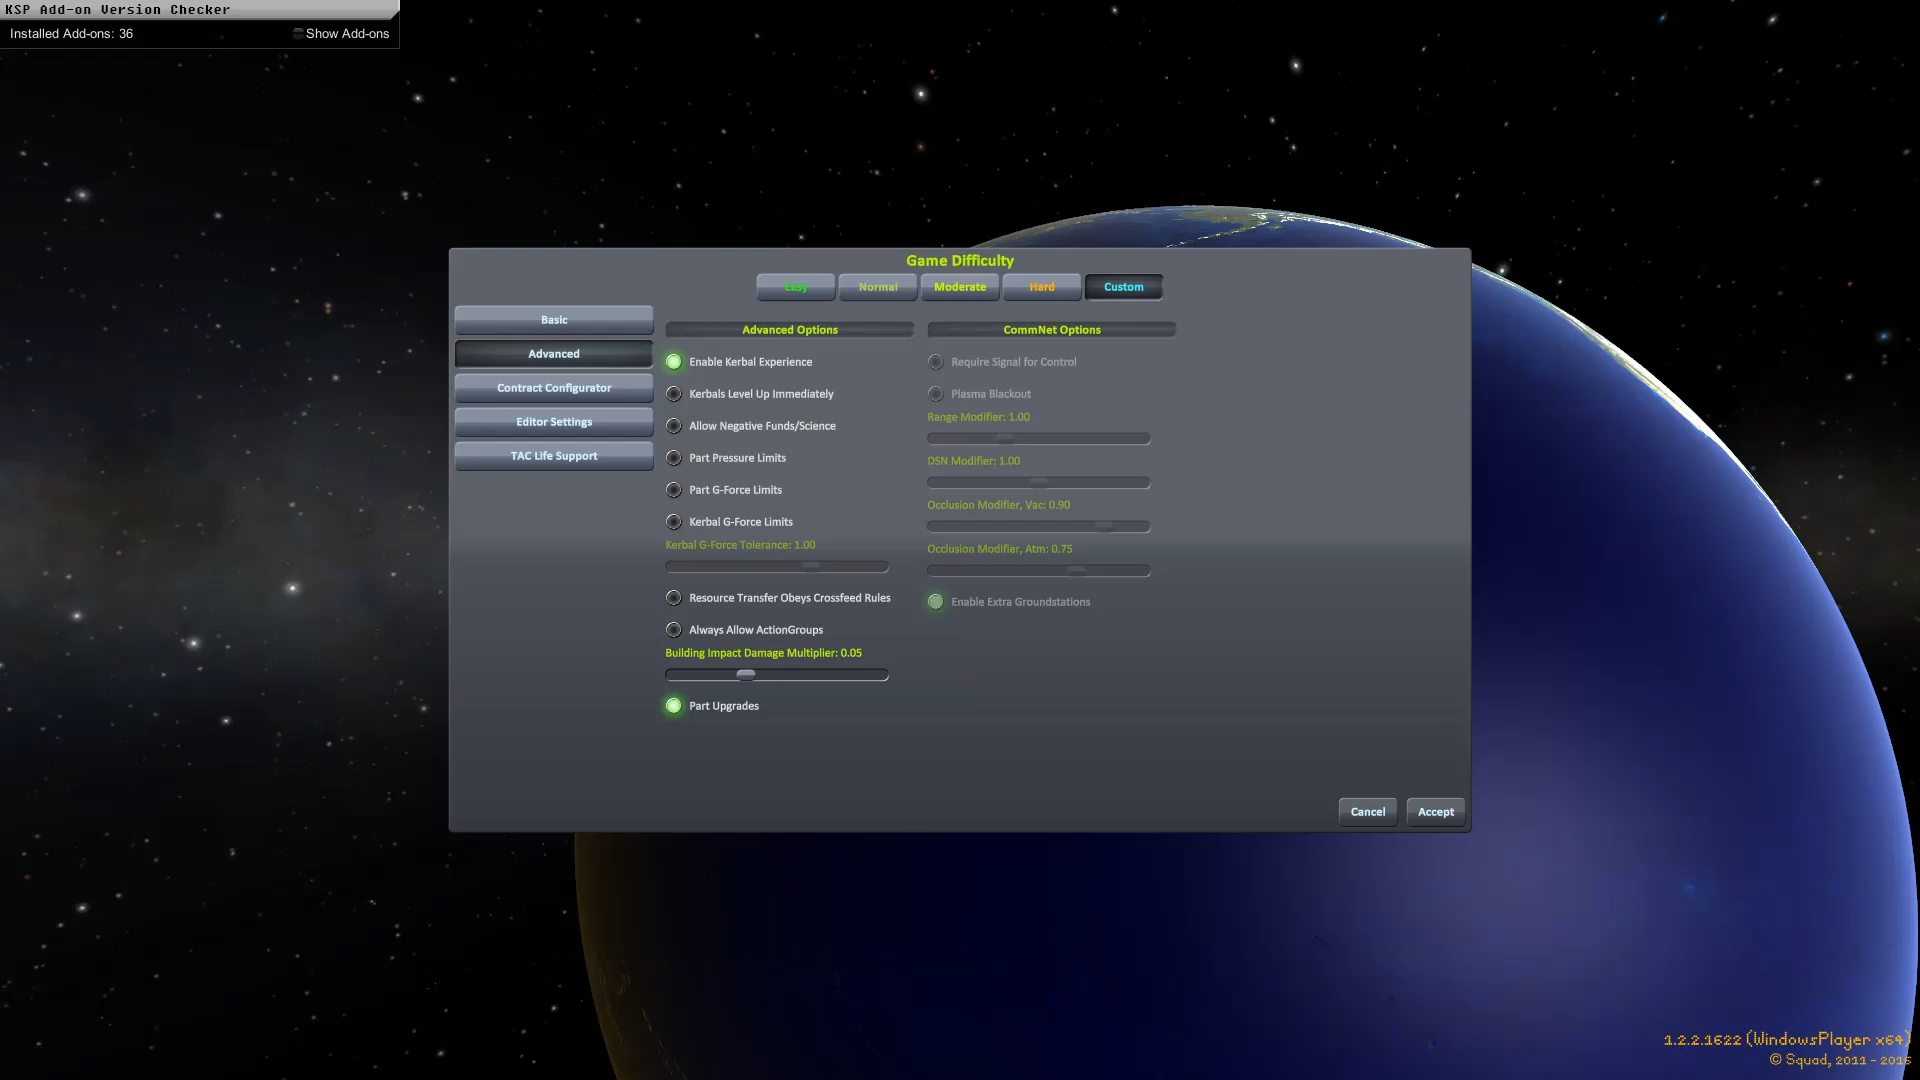 KSP Add-on Version Checker
Installed Add-ons: 36
Show Add-ons
Game Difficulty
Easy
Normal
Moderate
Hard
Custom
Basic
Advanced
Contract Configurator
Editor Settings
TAC Life Support
Advanced Options
Enable Kerbal Experience
Kerbals Level Up Immediately
Allow Negative Funds/Science
Part Pressure Limits
Part G-Force Limits
Kerbal G-Force Limits
Kerbal G-Force Tolerance: 1.00
Resource Transfer Obeys Crossfeed Rules
Always Allow ActionGroups
Building Impact Damage Multiplier: 0.05
Part Upgrades
CommNet Options
Require Signal for Control
Plasma Blackout
Range Modifier: 1.00
DSN Modifier: 1.00
Occlusion Modifier, Vac: 0.90
Occlusion Modifier, Atm: 0.75
Enable Extra Groundstations
Cancel
Accept
1.2.2.1622 (WindowsPlayer x64)
© Squad, 2011 - 2016